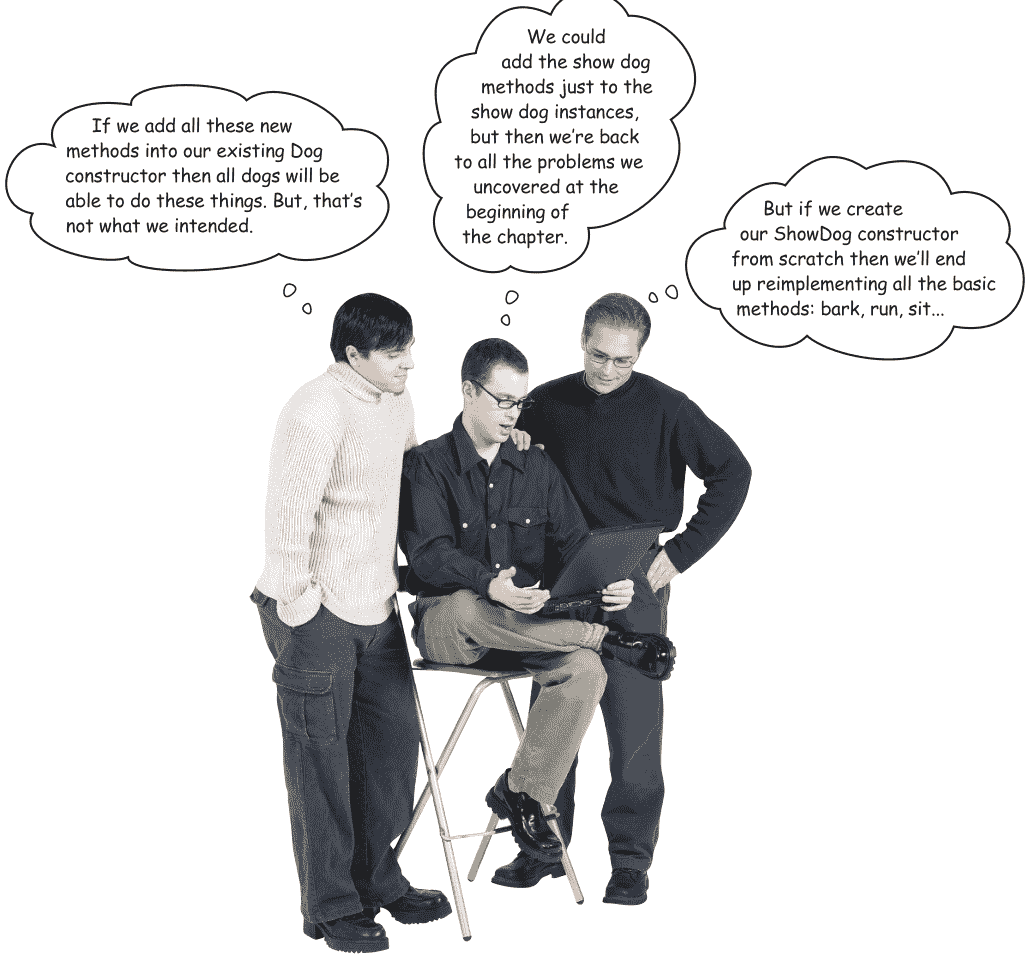 If we add all these new
methods into our existing Dog
constructor then all dogs will be
able to do these things. But, that's
not what we intended.
We could
add the show dog
methods just to the
show dog instances,
but then we're back
to all the problems we
uncovered at the
beginning of
the chapter.
But if we create
our ShowDog constructor
from scratch then we'll end
up reimplementing all the basic
methods: bark, run, sit...